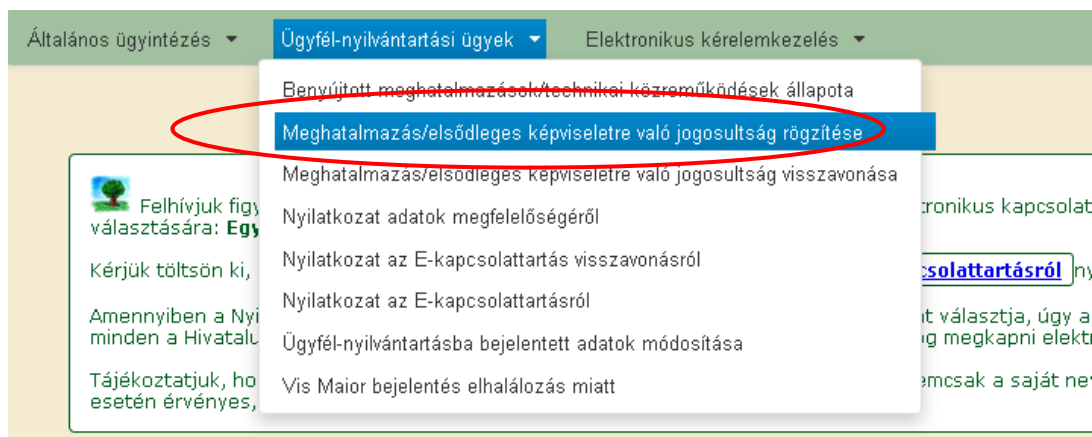 Általános ügyintézés
Ügyfél-nyilvántartási ügyek
Elektronikus kérelemkezelés
Benyújtott meghatalmazások/technikai közreműködések állapota
Meghatalmazás/elsődleges képviseletre való jogosultság rögzítése
Meghatalmazás/elsődleges képviseletre való jogosultság visszavonása
Nyilatkozat adatok megfelelőségéről
Nyilatkozat az E-kapcsolattartás visszavonásról
Nyilatkozat az E-kapcsolattartásról
Ügyfél-nyilvántartásba bejelentett adatok módosítása
Vis Maior bejelentés elhalálozás miatt
Felhívjuk figy tronikus kapcsolat
választására: Egy
Kérjük töltsön ki, csolattartásról ny
Amennyiben a Nyi t választja, úgy a
minden a Hivatalu g megkapni elektr
Tájékoztatjuk, ho emcsak a saját ne
esetén érvényes,